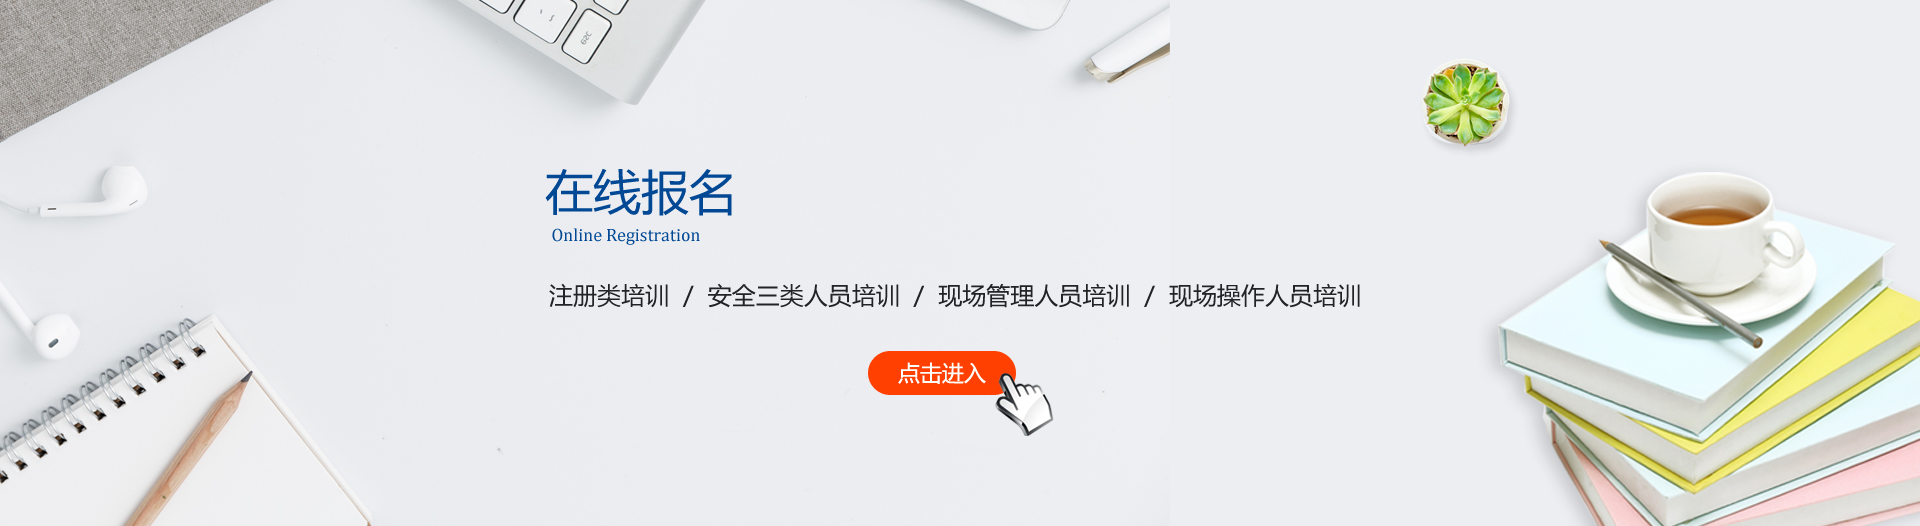 在线报名
Online Registration
注册类培训 / 安全三类人员培训 / 现场管理人员培训 / 现场操作人员培训
点击进入